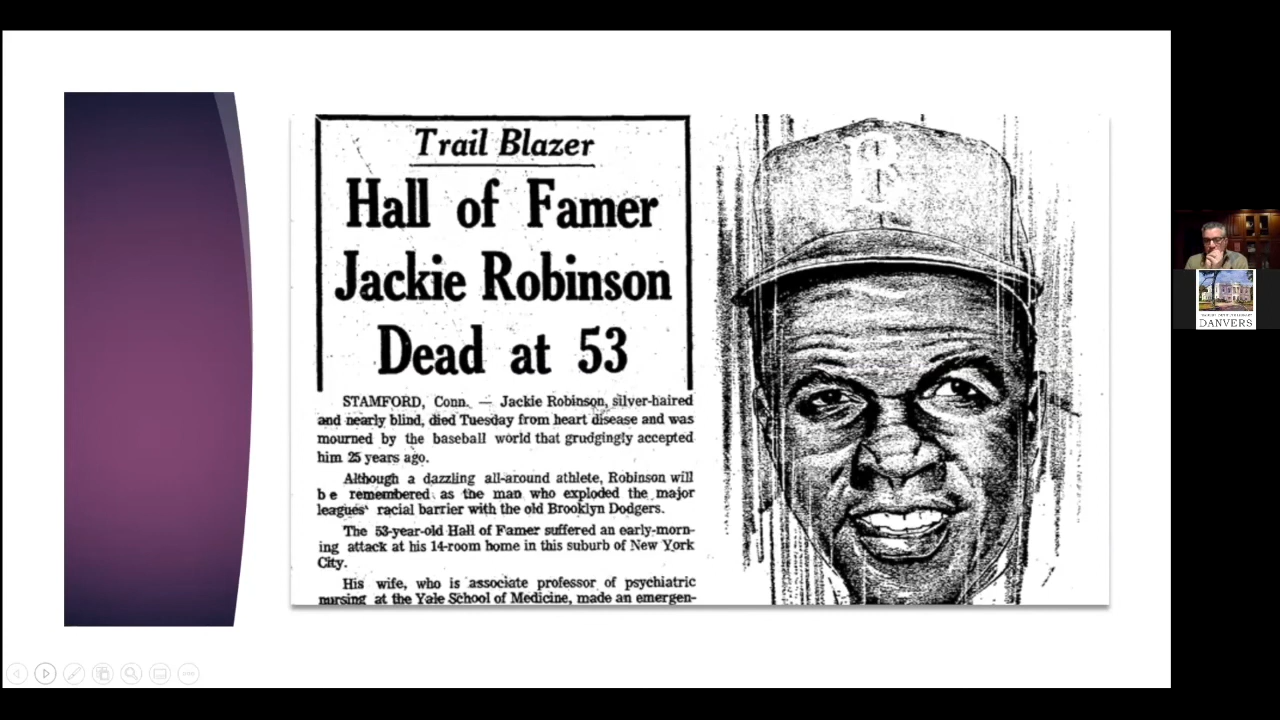 Trail Blazer
Hall of Famer
Jackie Robinson
Dead at 53
STAMFORD, Conn. — Jackie Robinson, silver-haired
and nearly blind, died Tuesday from heart disease and was
mourned by the baseball world that grudgingly accepted
him 25 years ago.
Although a dazzling all-around athlete, Robinson will
b e remembered as the man who exploded the major
leagues' racial barrier with the old Brooklyn Dodgers.
The 53-year-old Hall of Famer suffered an early-morn-
ing attack at his 14-room home in this suburb of New York
City.
His wife, who is associate professor of psychiatric
nursing at the Yale School of Medicine, made an emergen-
B
DANVERS